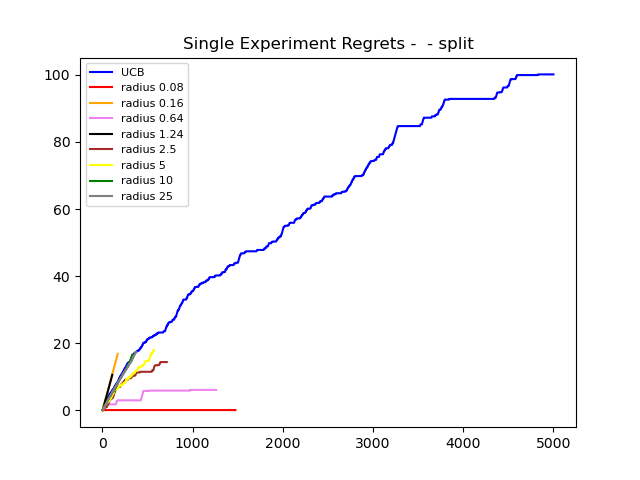 Single Experiment Regrets -  - split
UCB
radius 0.08
radius 0.16
radius 0.64
radius 1.24
radius 2.5
radius 5
radius 10
radius 25
100
80
60
40
20
0
0 1000 2000 3000 4000 5000